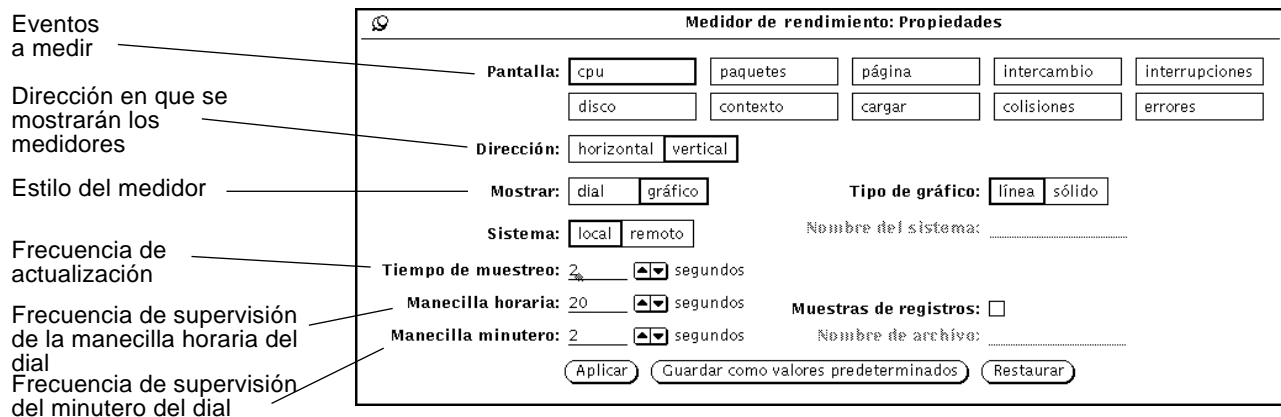 Eventos
a medir
Dirección en que se
mostrarán los
medidores
Estilo del medidor
Frecuencia de
actualización
Frecuencia de supervisión
de la manecilla horaria del
dial
Frecuencia de supervisión
del minutero del dial
Medidor de rendimiento: Propiedades
Pantalla: cpu paquetes página intercambio interrupciones
disco contexto cargar colisiones errores
Dirección: horizontal vertical
Mostrar: dial gráfico Tipo de gráfico: línea sólido
Sistema: local remoto Nombre del sistema:
Tiempo de muestreo: 2 segundos
Manecilla horaria: 20 segundos Muestras de registros:
Manecilla minutero: 2 segundos Nombre de archivo:
Aplicar Guardar como valores predeterminados Restaurar